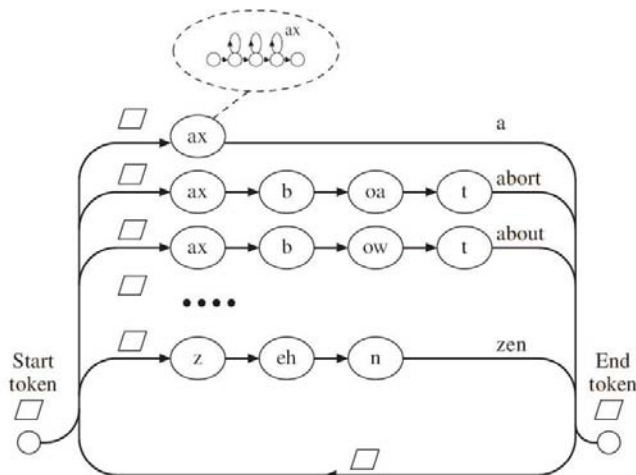 ax
ax a
ax b oa t abort
ax b ow t about
z eh n zen
Start token
End token